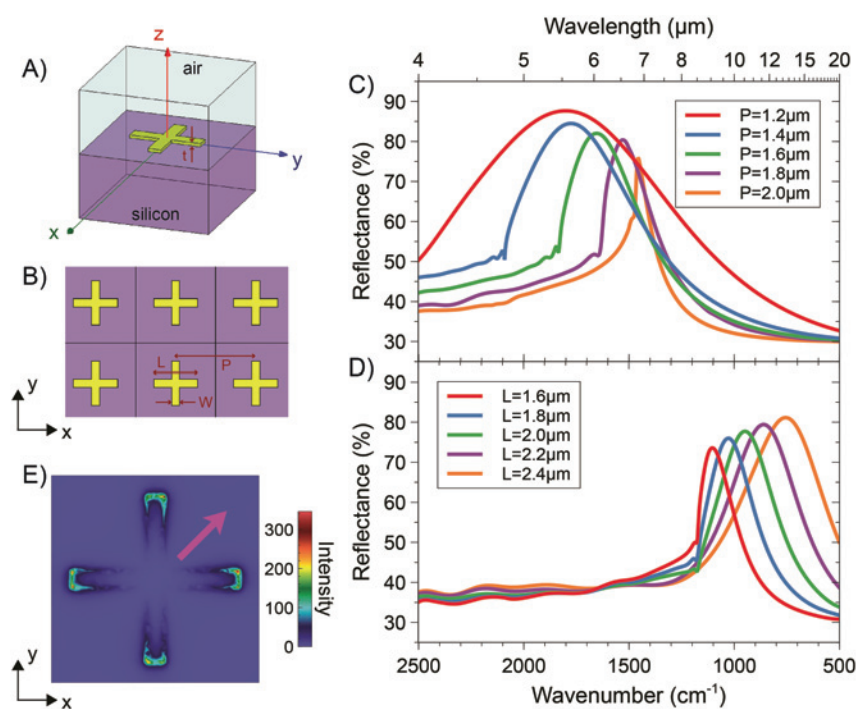 A)
z
air
t
y
silicon
x
B)
L
P
W
y
x
E)
300
200
100
0
Intensity
y
x
Wavelength (μm)
4 5 6 7 8 10 12 14 20
C)
90
80
70
60
50
40
30
Reflectance (%)
P=1.2μm
P=1.4μm
P=1.6μm
P=1.8μm
P=2.0μm
D)
90
80
70
60
50
40
30
Reflectance (%)
L=1.6μm
L=1.8μm
L=2.0μm
L=2.2μm
L=2.4μm
2500 2000 1500 1000 500
Wavenumber (cm⁻¹)